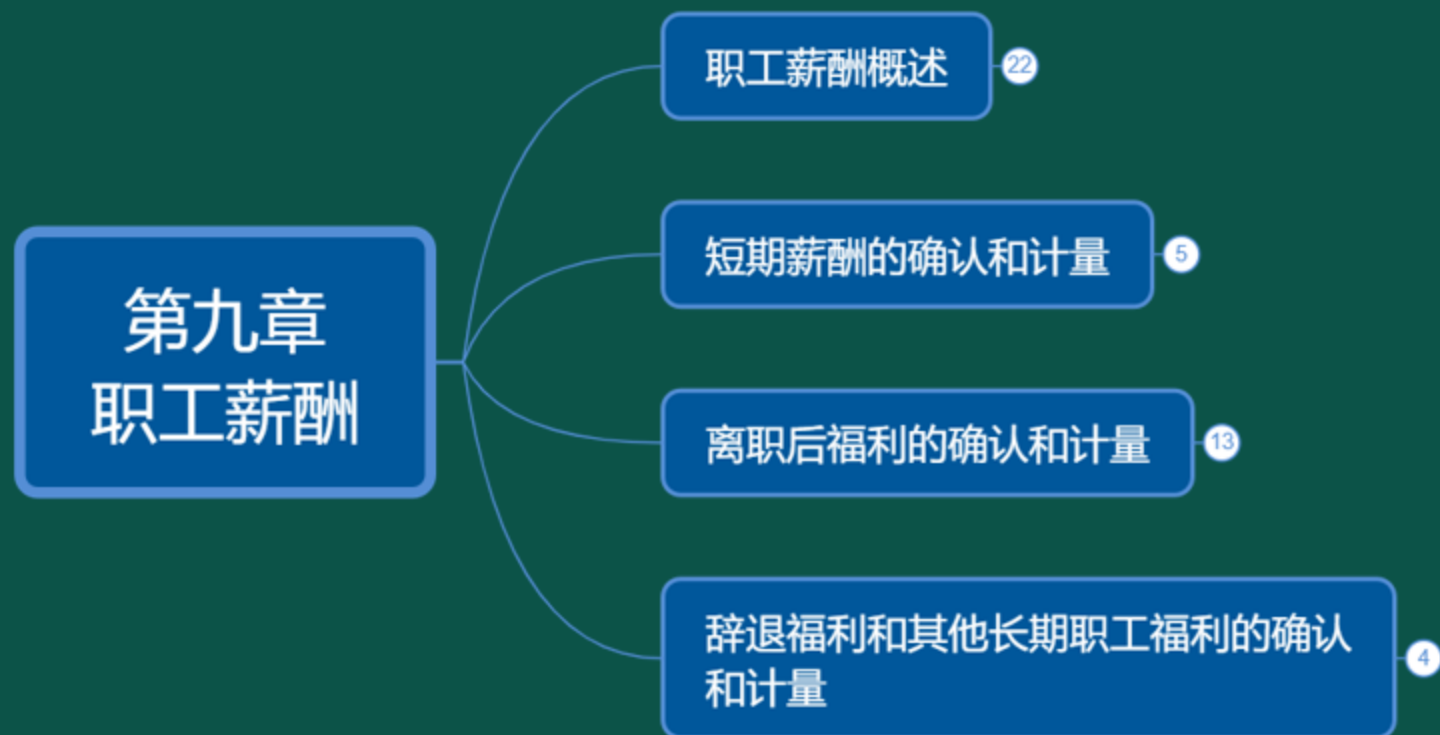 第九章
职工薪酬
职工薪酬概述
22
短期薪酬的确认和计量
5
离职后福利的确认和计量
13
辞退福利和其他长期职工福利的确认
和计量
4